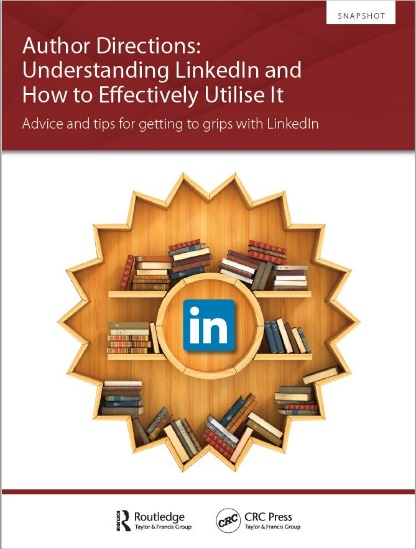 SNAPSHOT
Author Directions:
Understanding LinkedIn and
How to Effectively Utilise It
Advice and tips for getting to grips with LinkedIn
in
Routledge
Taylor & Francis Group
CRC
CRC Press
Taylor & Francis Group